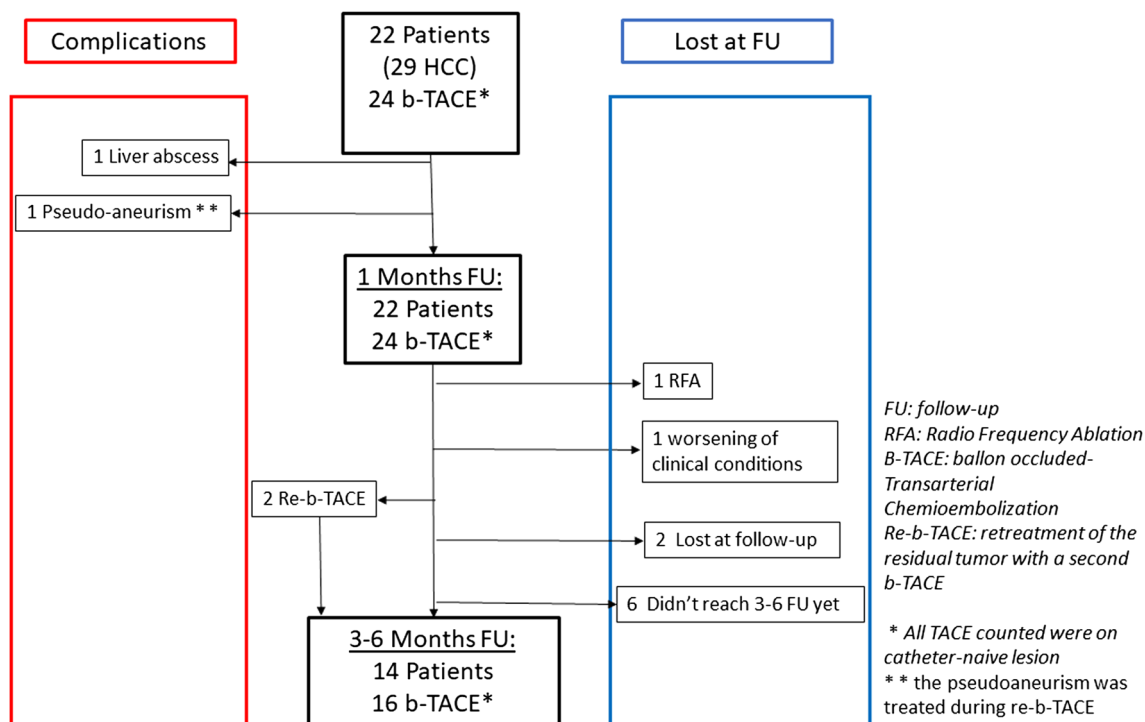 Complications
22 Patients
(29 HCC)
24 b-TACE*
Lost at FU
1 Liver abscess
1 Pseudo-aneurism * *
1 Months FU:
22 Patients
24 b-TACE*
1 RFA
1 worsening of
clinical conditions
2 Re-b-TACE
2 Lost at follow-up
6 Didn't reach 3-6 FU yet
3-6 Months FU:
14 Patients
16 b-TACE*
FU: follow-up
RFA: Radio Frequency Ablation
B-TACE: ballon occluded-
Transarterial
Chemioembolization
Re-b-TACE: retreatment of the
residual tumor with a second
b-TACE
* All TACE counted were on
catheter-naive lesion
* * the pseudoaneurism was
treated during re-b-TACE